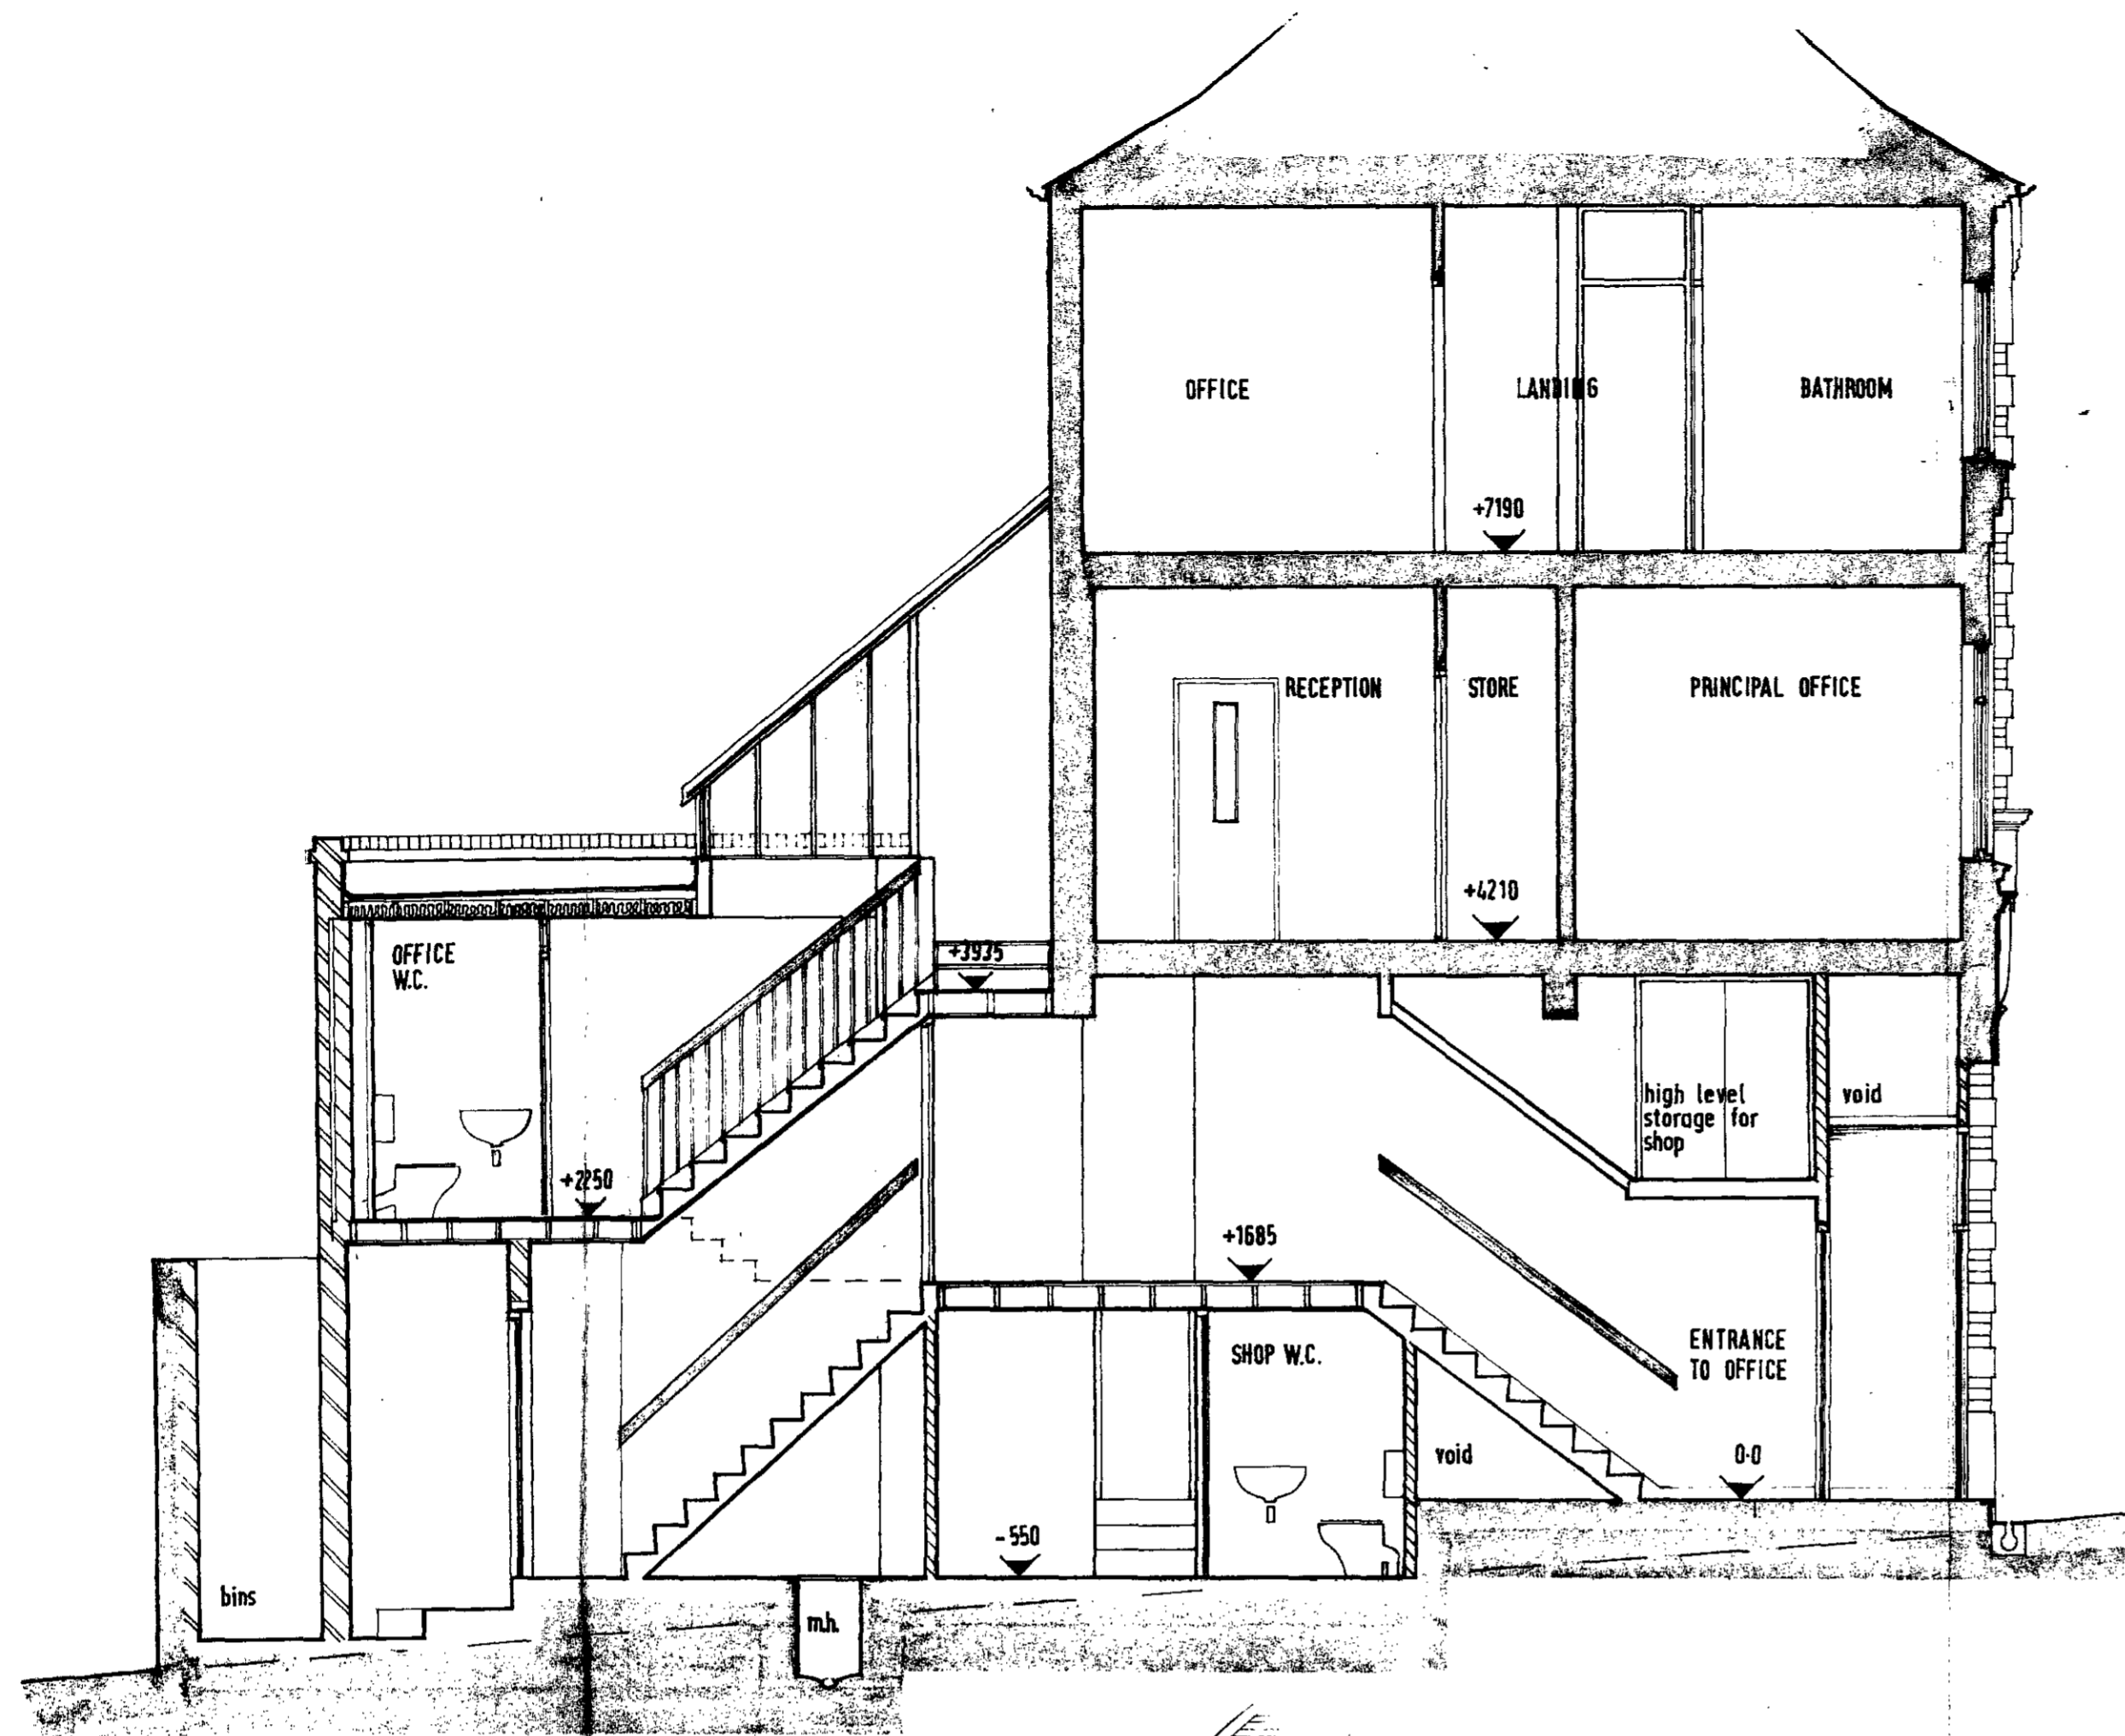 OFFICE
LANDING
BATHROOM
+7190
RECEPTION
STORE
PRINCIPAL OFFICE
+4210
OFFICE
W.C.
+3935
high level
storage for
shop
void
+2250
+1685
SHOP W.C.
ENTRANCE
TO OFFICE
void
0·0
-550
bins
m.h.